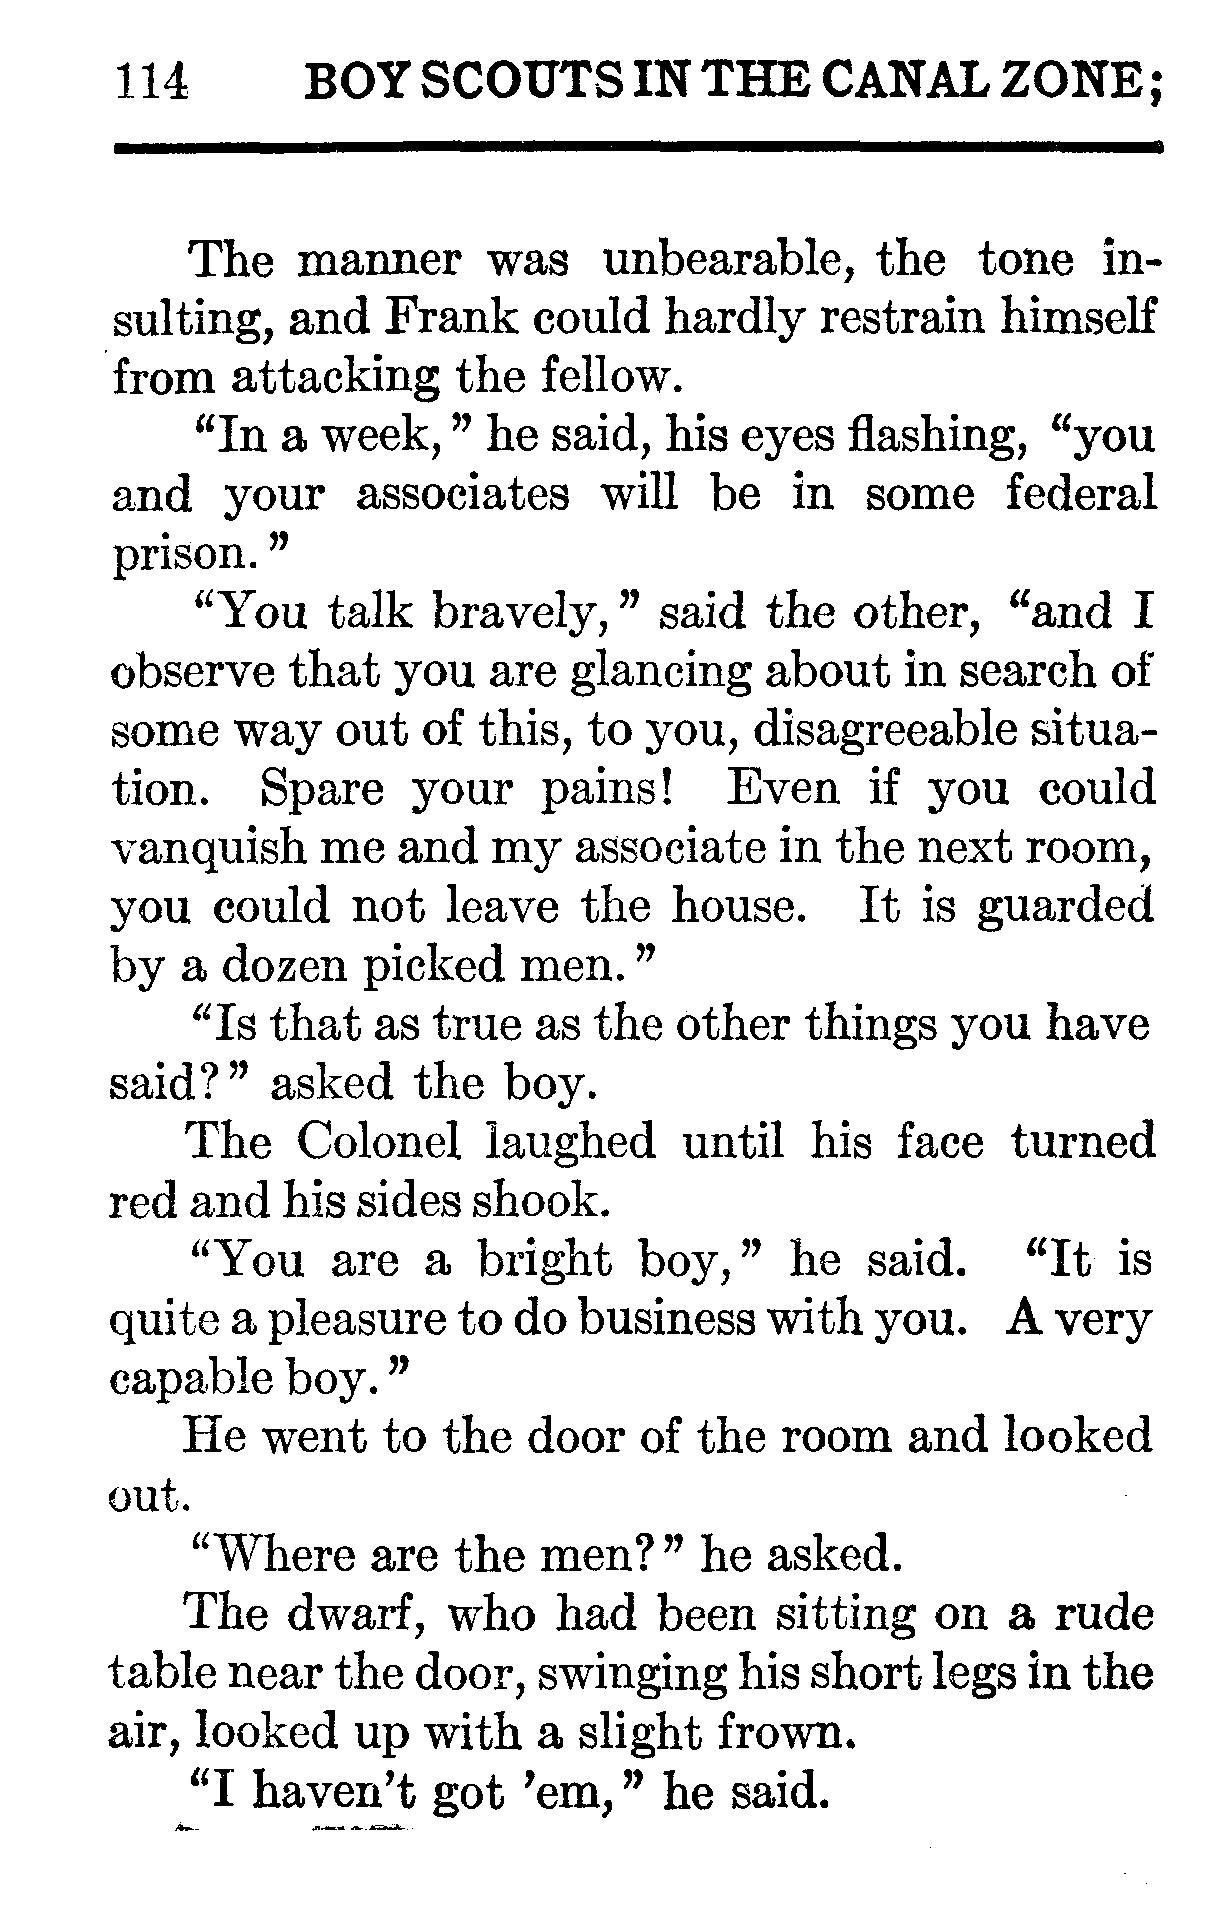 114 BOY SCOUTS IN THE CANAL ZONE;
The manner was unbearable, the tone in-
sulting, and Frank could hardly restrain himself
from attacking the fellow.
“In a week,” he said, his eyes flashing, “you
and your associates will be in some federal
prison.”
“You talk bravely,” said the other, “and I
observe that you are glancing about in search of
some way out of this, to you, disagreeable situa-
tion. Spare your pains! Even if you could
vanquish me and my associate in the next room,
you could not leave the house. It is guarded
by a dozen picked men.”
“Is that as true as the other things you have
said?” asked the boy.
The Colonel laughed until his face turned
red and his sides shook.
“You are a bright boy,” he said. “It is
quite a pleasure to do business with you. A very
capable boy.”
He went to the door of the room and looked
out.
“Where are the men?” he asked.
The dwarf, who had been sitting on a rude
table near the door, swinging his short legs in the
air, looked up with a slight frown.
“I haven’t got ’em,” he said.